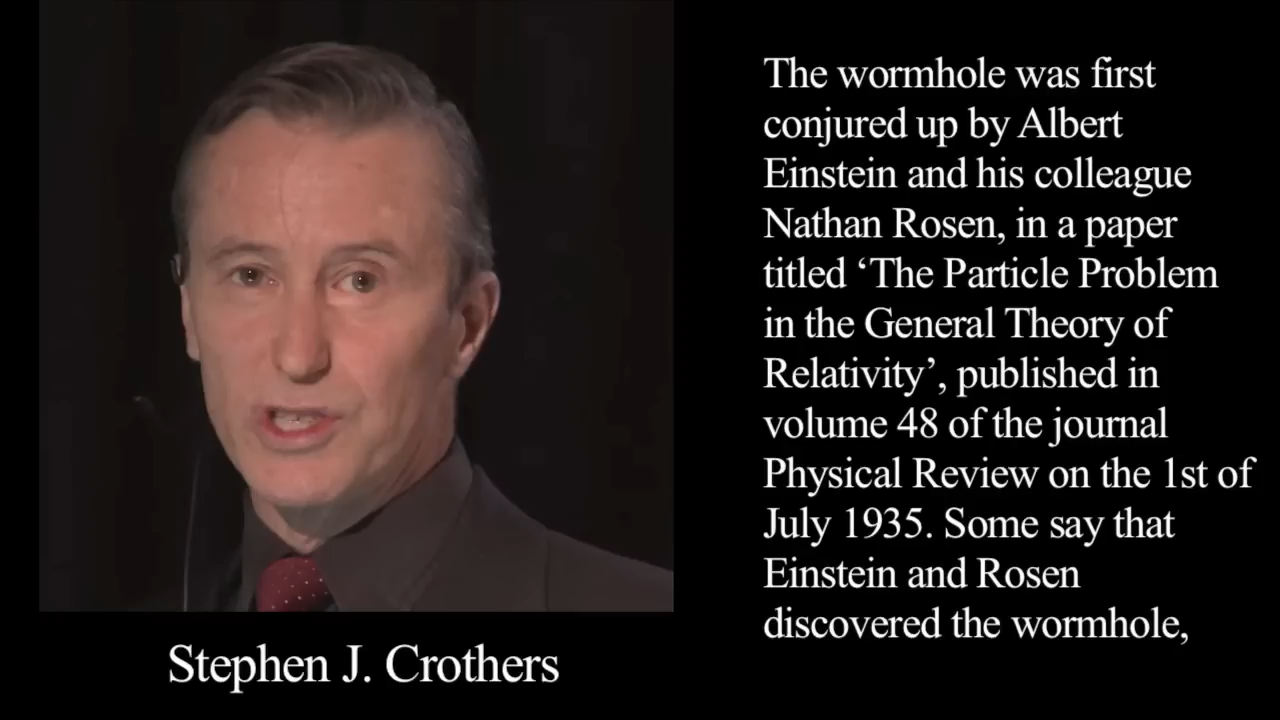 The wormhole was first
conjured up by Albert
Einstein and his colleague
Nathan Rosen, in a paper
titled ‘The Particle Problem
in the General Theory of
Relativity’, published in
volume 48 of the journal
Physical Review on the 1st of
July 1935. Some say that
Einstein and Rosen
discovered the wormhole,
Stephen J. Crothers